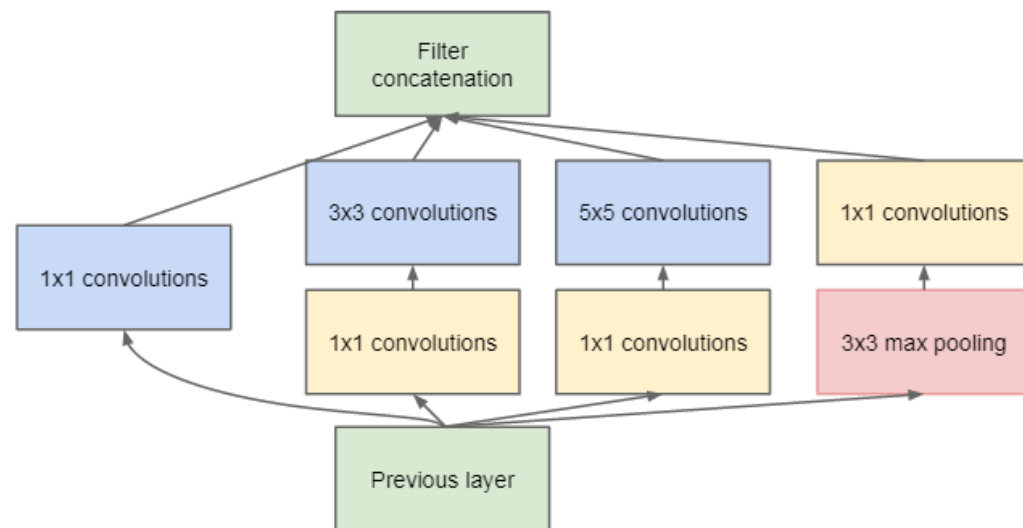 Filter
concatenation
3x3 convolutions
5x5 convolutions
1x1 convolutions
1x1 convolutions
1x1 convolutions
1x1 convolutions
3x3 max pooling
Previous layer